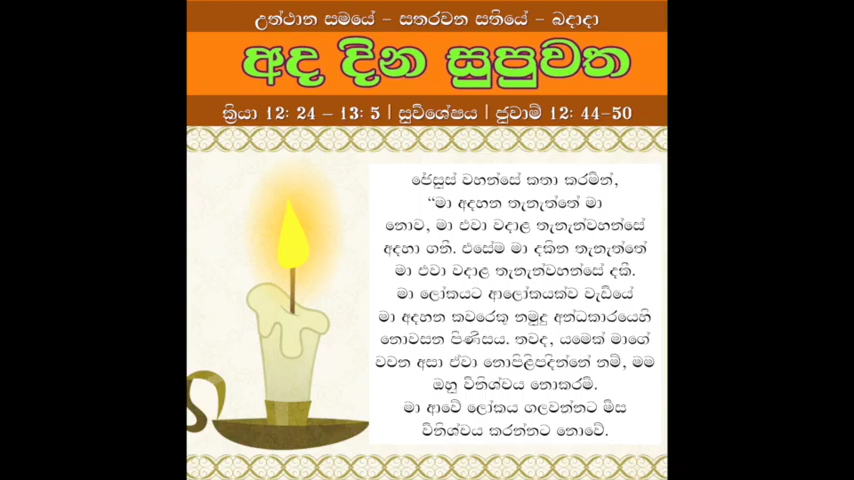 උත්ථාන සමයේ – සතරවන සතියේ – බදාදා
අද දින සුපුවත
ක්‍රියා 12: 24 – 13: 5 | සුවිශේෂය | ජුවාම් 12: 44–50
ජේසුස් වහන්සේ කතා කරමින්,
“මා අදහන තැනැත්තේ මා
නොව, මා එවා වදාළ තැනැන්වහන්සේ
අදහා ගනී. එසේම මා දකින තැනැත්තේ
මා එවා වදාළ තැනැන්වහන්සේ දකී.
මා ලෝකයට ආලෝකයක්ව වැඩියේ
මා අදහන කවරෙකු නමුදු අන්ධකාරයෙහි
නොවසන පිණිසය. තවද, යමෙක් මාගේ
වචන අසා ඒවා නොපිළිපදින්නේ නම්, මම
ඔහු විනිශ්චය නොකරමි.
මා ආවේ ලෝකය ගලවන්නට මිස
විනිශ්චය කරන්නට නොවේ.